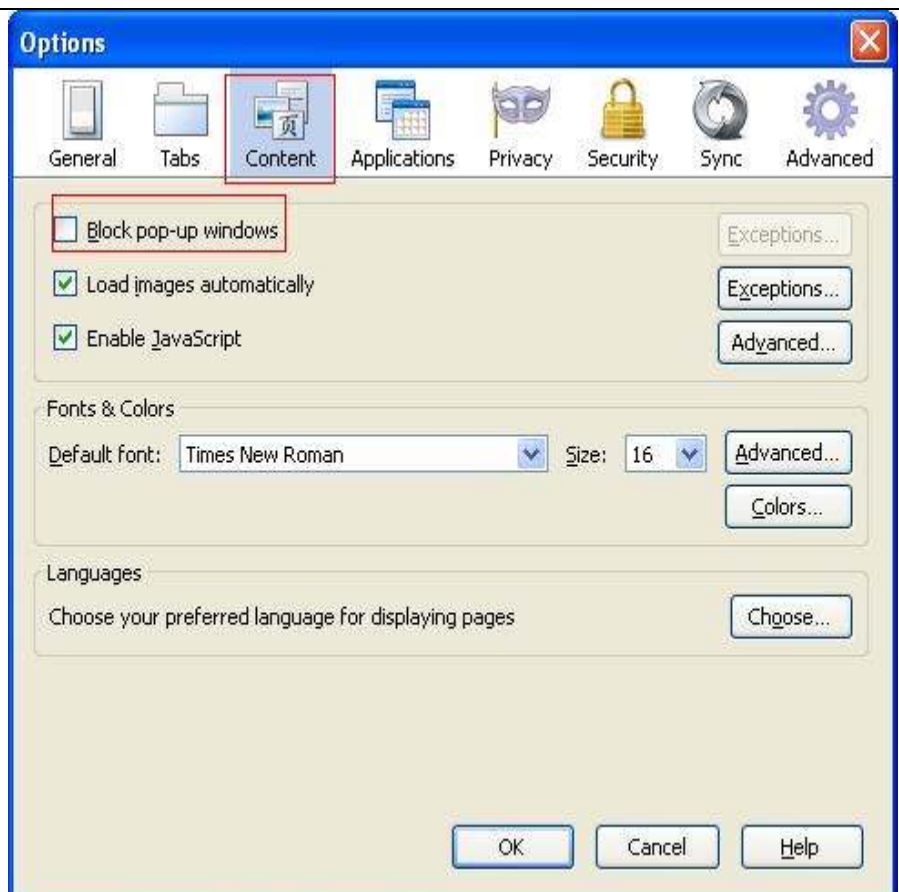 Options
General Tabs Content Applications Privacy Security Sync Advanced
页
Block pop-up windows Exceptions...
Load images automatically Exceptions...
Enable JavaScript Advanced...
Fonts & Colors
Default font: Times New Roman Size: 16 Advanced...
Colors...
Languages
Choose your preferred language for displaying pages Choose...
OK Cancel Help